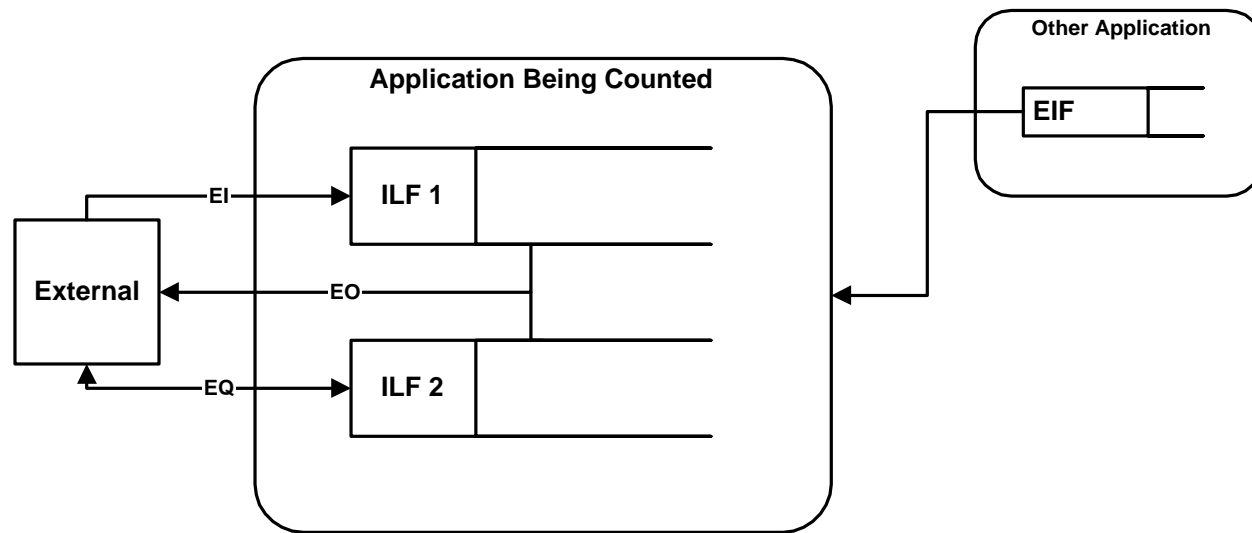 Other Application
EIF
Application Being Counted
EI
ILF 1
External
EO
EQ
ILF 2